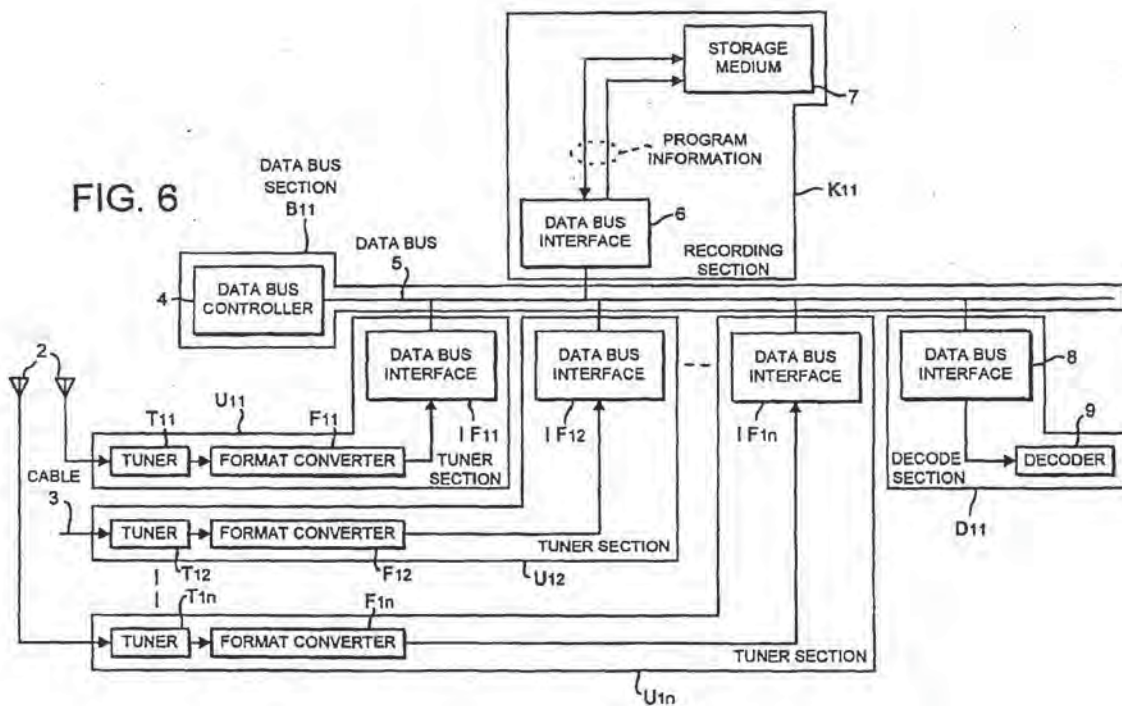 FIG. 6
STORAGE
MEDIUM
7
PROGRAM
INFORMATION
K11
DATA BUS
INTERFACE
6
RECORDING
SECTION
DATA BUS
SECTION
B11
DATA BUS
5
4
DATA BUS
CONTROLLER
2
DATA BUS
INTERFACE
I F11
DATA BUS
INTERFACE
I F12
DATA BUS
INTERFACE
I F1n
DATA BUS
INTERFACE
8
U11
T11
F11
TUNER
FORMAT CONVERTER
TUNER
SECTION
9
DECODER
DECODE
SECTION
D11
CABLE
3
TUNER
FORMAT CONVERTER
TUNER SECTION
T12
F12
U12
T1n
F1n
TUNER
FORMAT CONVERTER
TUNER SECTION
U1n